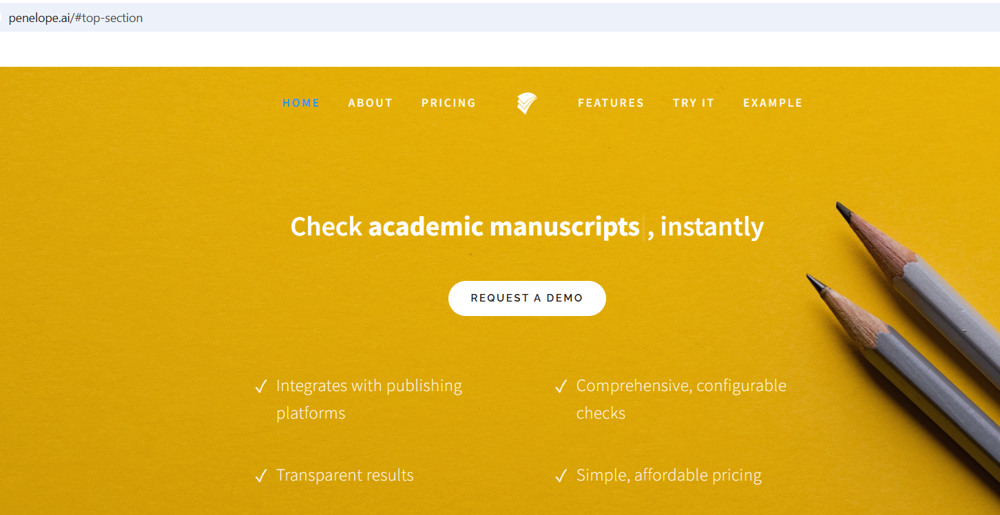 penelope.ai/#top-section
HOME ABOUT PRICING FEATURES TRY IT EXAMPLE
Check academic manuscripts , instantly
REQUEST A DEMO
✓ Integrates with publishing
platforms
✓ Comprehensive, configurable
checks
✓ Transparent results
✓ Simple, affordable pricing